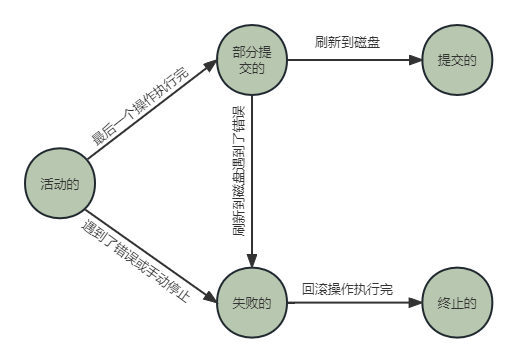 部分提
交的
刷新到磁盘
提交的
最后一个操作执行完
刷新到磁盘遇到了错误
活动的
遇到了错误或手动停止
失败的
回滚操作执行完
终止的